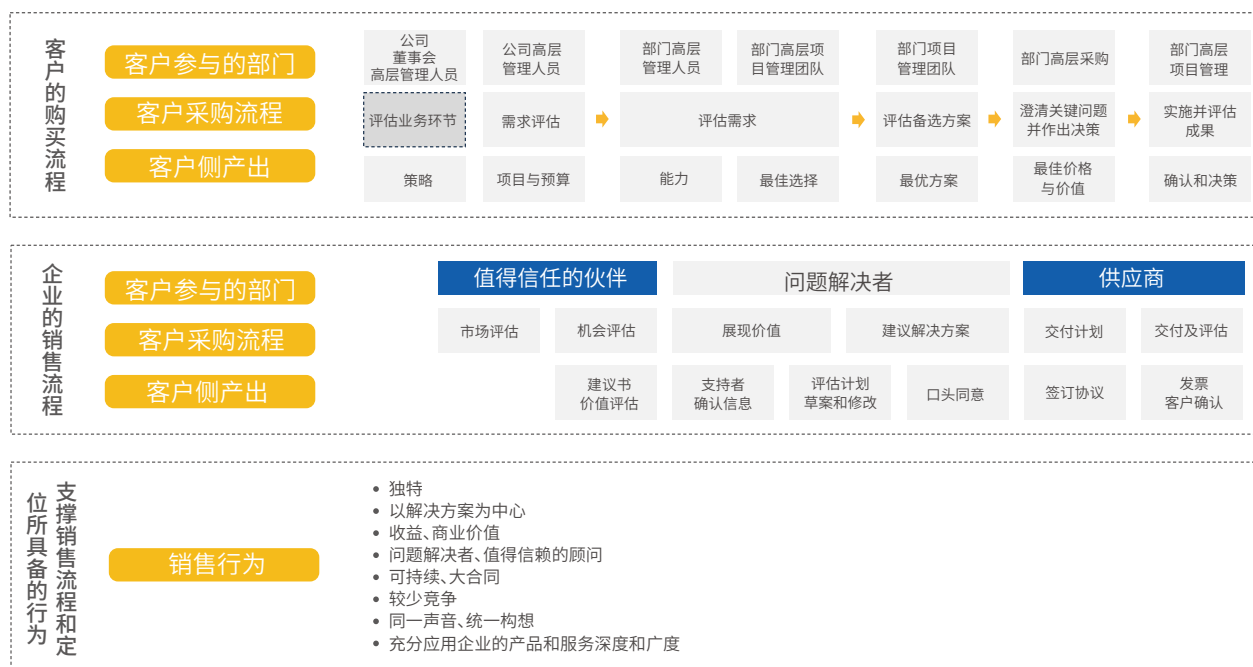 客户的购买流程
客户参与的部门
公司
董事会
高层管理人员
公司高层
管理人员
部门高层
管理人员
部门高层项
目管理团队
部门项目
管理团队
部门高层采购
部门高层
项目管理
客户采购流程
评估业务环节
需求评估
评估需求
评估备选方案
澄清关键问题
并作出决策
实施并评估
成果
客户侧产出
策略
项目与预算
能力
最佳选择
最优方案
最佳价格
与价值
确认和决策
企业的销售流程
客户参与的部门
值得信任的伙伴
问题解决者
供应商
客户采购流程
市场评估
机会评估
展现价值
建议解决方案
交付计划
交付及评估
客户侧产出
建议书
价值评估
支持者
确认信息
评估计划
草案和修改
口头同意
签订协议
发票
客户确认
支撑销售流程和定
位所具备的行为
销售行为
• 独特
• 以解决方案为中心
• 收益、商业价值
• 问题解决者、值得信赖的顾问
• 可持续、大合同
• 较少竞争
• 同一声音、统一构想
• 充分应用企业的产品和服务深度和广度